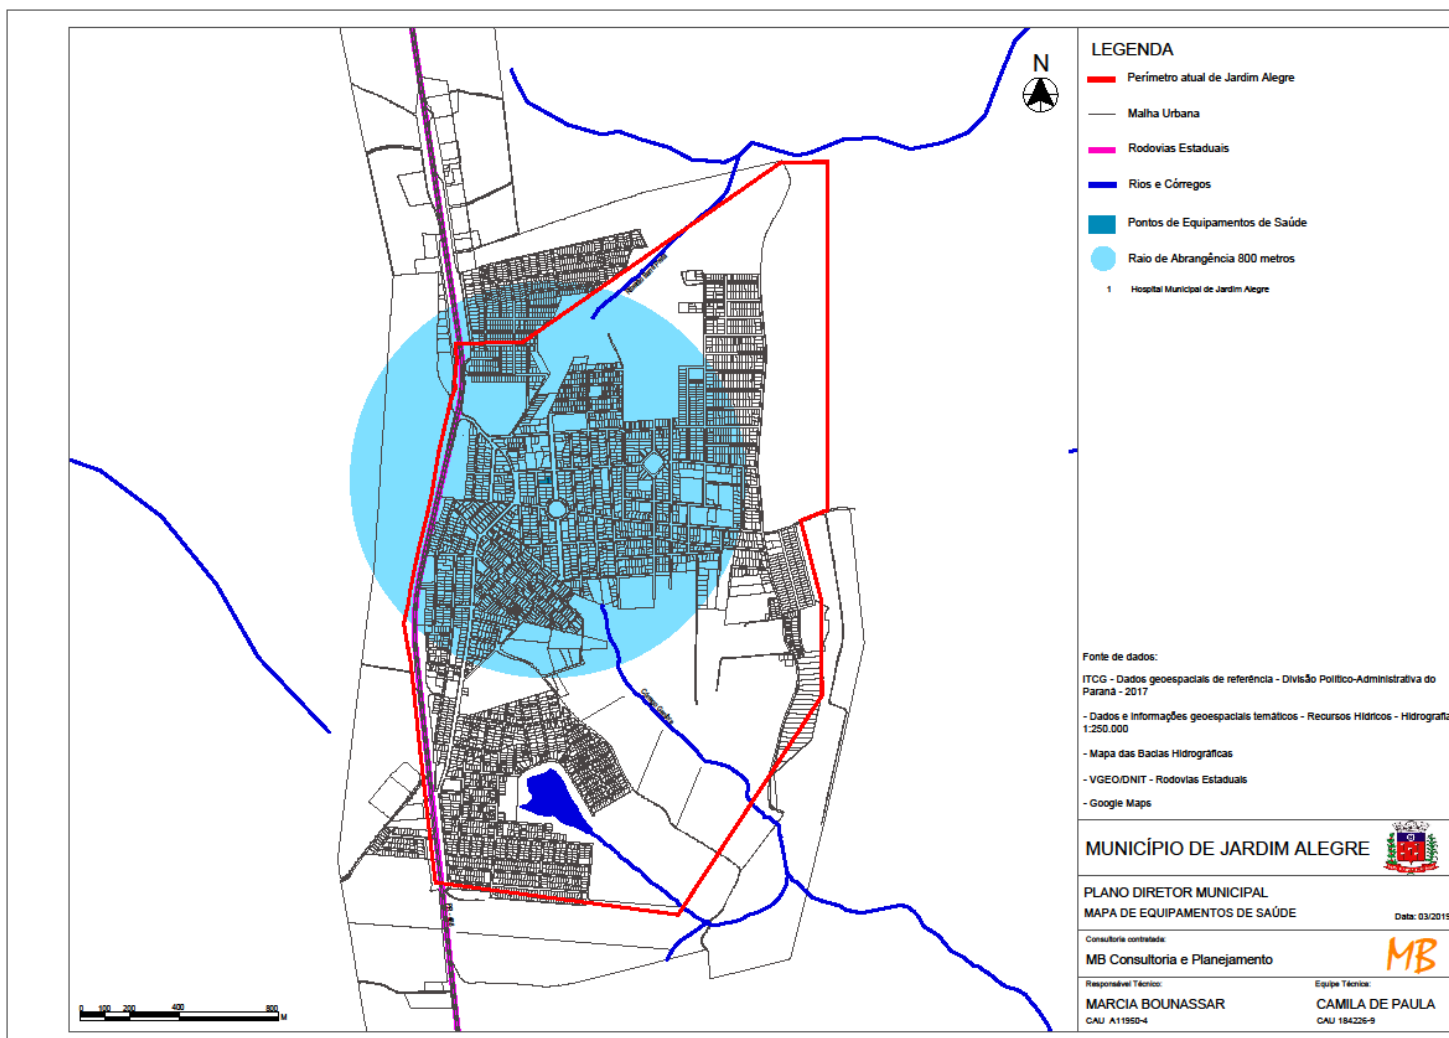 N
LEGENDA
Perímetro atual de Jardim Alegre
Malha Urbana
Rodovias Estaduais
Rios e Córregos
Pontos de Equipamentos de Saúde
Raio de Abrangência 800 metros
1 Hospital Municipal de Jardim Alegre
Fonte de dados:
ITCG - Dados geoespaciais de referência - Divisão Político-Administrativa do
Paraná - 2017
- Dados e Informações geoespaciais temáticos - Recursos Hídricos - Hidrografia
1:250.000
- Mapa das Bacias Hidrográficas
- VGEO/DNIT - Rodovias Estaduais
- Google Maps
MUNICÍPIO DE JARDIM ALEGRE
PLANO DIRETOR MUNICIPAL
MAPA DE EQUIPAMENTOS DE SAÚDE
Data: 03/2019
Consultoria contratada:
MB Consultoria e Planejamento
MB
Responsável Técnico:
MARCIA BOUNASSAR
CAU A11950-4
Equipe Técnica:
CAMILA DE PAULA
CAU 184226-9
0 100 200 400 800 M